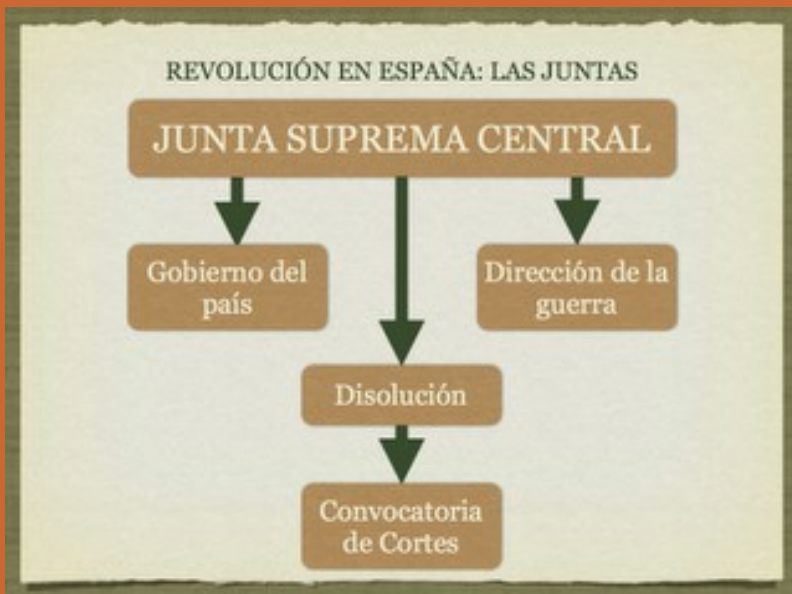 REVOLUCIÓN EN ESPAÑA: LAS JUNTAS
JUNTA SUPREMA CENTRAL
Gobierno del
país
Dirección de la
guerra
Disolución
Convocatoria
de Cortes